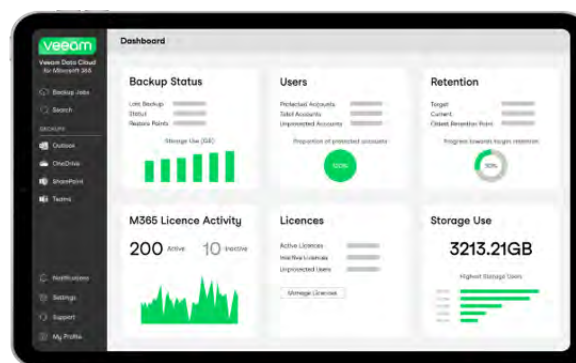 veeam
Veeam Data Cloud
for Microsoft 365
Backup Jobs
Search
BACKUPS
Outlook
OneDrive
SharePoint
Teams
Notifications
Settings
Support
My Profile
Dashboard
Backup Status
Last Backup
Status
Restore Points
Storage Use (GB)
Users
Protected Accounts
Total Accounts
Unprotected Accounts
Proportion of protected accounts
100%
Retention
Target
Current
Oldest Retention Point
Progress towards target retention
30%
M365 Licence Activity
200 Active 10 Inactive
Licences
Active Licences
Inactive Licences
Unprotected Users
Manage Licences
Storage Use
3213.21GB
Highest Storage Users